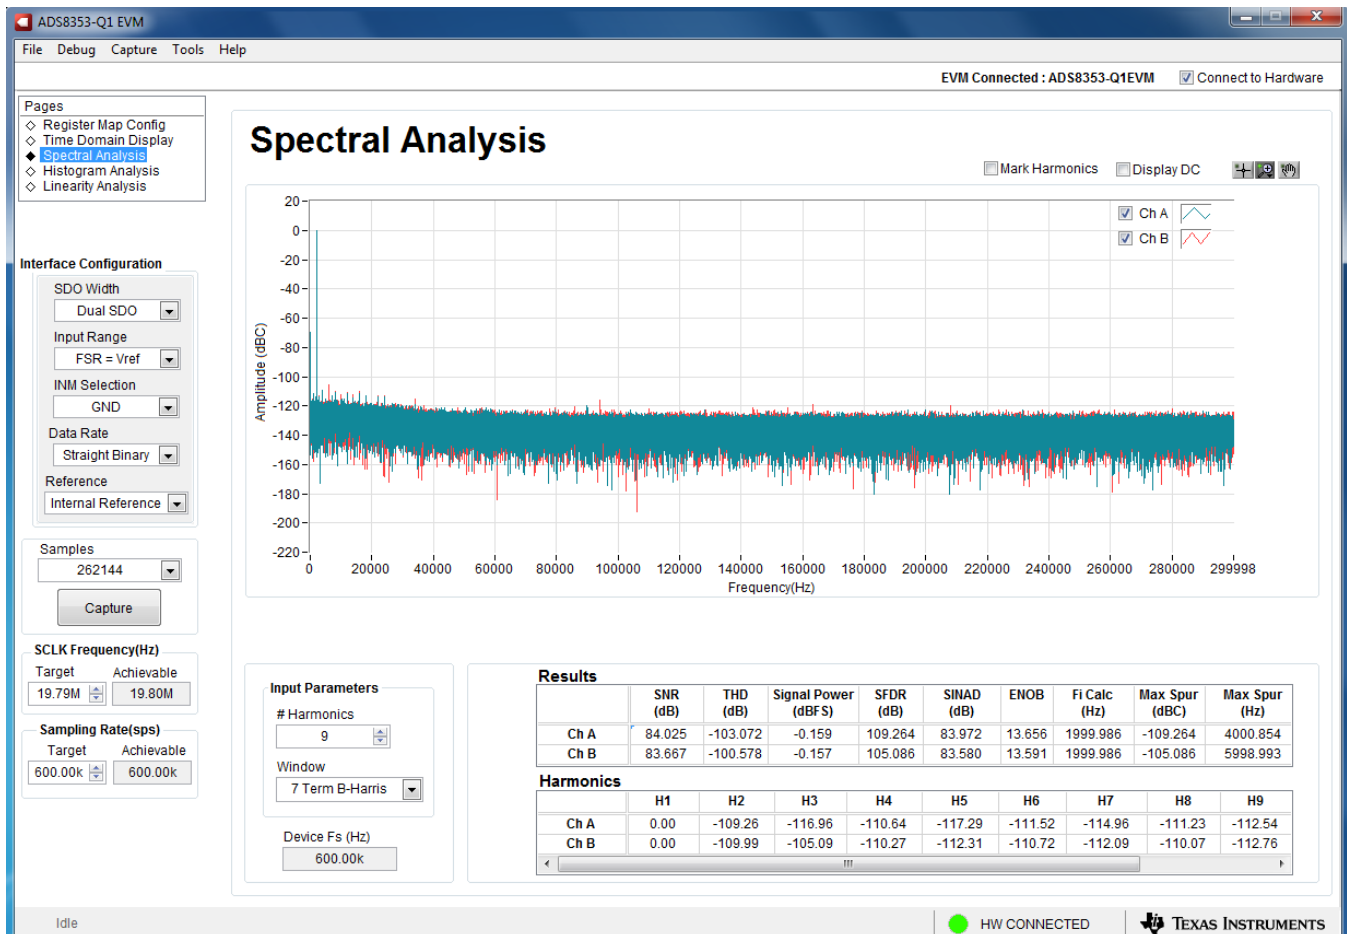 ADS8353-Q1 EVM
File Debug Capture Tools Help
EVM Connected : ADS8353-Q1EVM Connect to Hardware
Pages
Register Map Config
Time Domain Display
Spectral Analysis
Histogram Analysis
Linearity Analysis
Interface Configuration
SDO Width
Dual SDO
Input Range
FSR = Vref
INM Selection
GND
Data Rate
Straight Binary
Reference
Internal Reference
Samples
262144
Capture
SCLK Frequency(Hz)
Target Achievable
19.79M 19.80M
Sampling Rate(sps)
Target Achievable
600.00k 600.00k
Spectral Analysis
Mark Harmonics Display DC
Ch A
Ch B
Amplitude (dBC)
20
0
-20
-40
-60
-80
-100
-120
-140
-160
-180
-200
-220
0 20000 40000 60000 80000 100000 120000 140000 160000 180000 200000 220000 240000 260000 280000 299998
Frequency(Hz)
Input Parameters
# Harmonics
9
Window
7 Term B-Harris
Device Fs (Hz)
600.00k
Results
SNR (dB) THD (dB) Signal Power (dBFS) SFDR (dB) SINAD (dB) ENOB Fi Calc (Hz) Max Spur (dBC) Max Spur (Hz)
Ch A 84.025 -103.072 -0.159 109.264 83.972 13.656 1999.986 -109.264 4000.854
Ch B 83.667 -100.578 -0.157 105.086 83.580 13.591 1999.986 -105.086 5998.993
Harmonics
H1 H2 H3 H4 H5 H6 H7 H8 H9
Ch A 0.00 -109.26 -116.96 -110.64 -117.29 -111.52 -114.96 -111.23 -112.54
Ch B 0.00 -109.99 -105.09 -110.27 -112.31 -110.72 -112.09 -110.07 -112.76
Idle
HW CONNECTED
TEXAS INSTRUMENTS